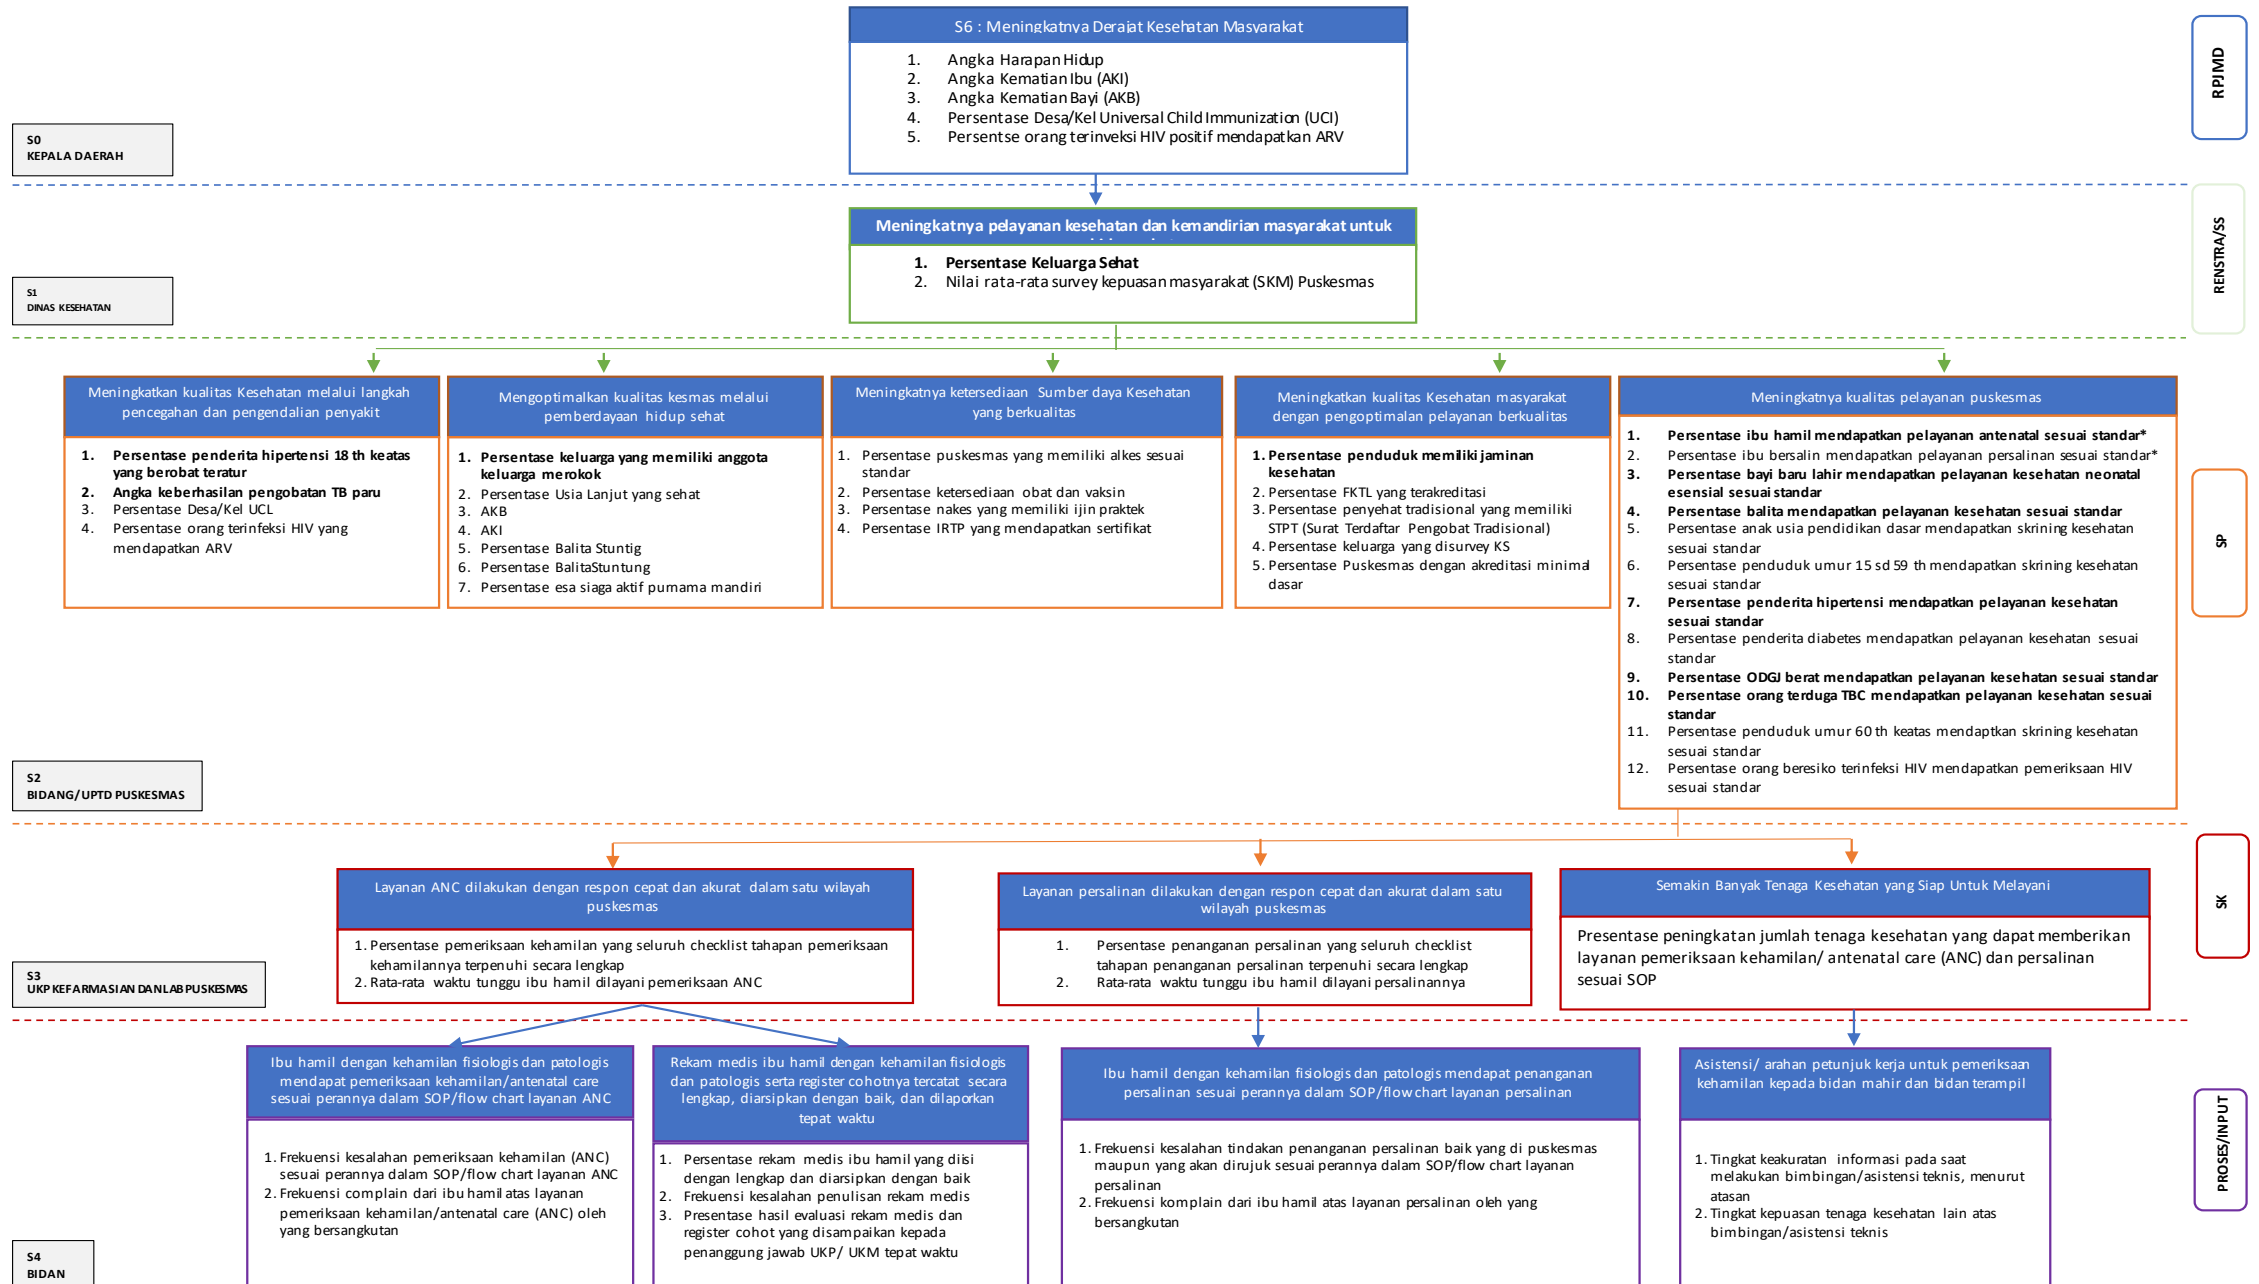 S6 : Meningkatnya Derajat Kesehatan Masyarakat
1. Angka Harapan Hidup
2. Angka Kematian Ibu (AKI)
3. Angka Kematian Bayi (AKB)
4. Persentase Desa/Kel Universal Child Immunization (UCI)
5. Persentse orang terinveksi HIV positif mendapatkan ARV
RPJMD
S0
KEPALA DAERAH
Meningkatnya pelayanan kesehatan dan kemandirian masyarakat untuk
1. Persentase Keluarga Sehat
2. Nilai rata-rata survey kepuasan masyarakat (SKM) Puskesmas
RENSTRA/SS
S1
DINAS KESEHATAN
Meningkatkan kualitas Kesehatan melalui langkah
pencegahan dan pengendalian penyakit
1. Persentase penderita hipertensi 18 th keatas
yang berobat teratur
2. Angka keberhasilan pengobatan TB paru
3. Persentase Desa/Kel UCL
4. Persentase orang terinfeksi HIV yang
mendapatkan ARV
Mengoptimalkan kualitas kesmas melalui
pemberdayaan hidup sehat
1. Persentase keluarga yang memiliki anggota
keluarga merokok
2. Persentase Usia Lanjut yang sehat
3. AKB
4. AKI
5. Persentase Balita Stuntig
6. Persentase BalitaStuntung
7. Persentase esa siaga aktif purnama mandiri
Meningkatnya ketersediaan Sumber daya Kesehatan
yang berkualitas
1. Persentase puskesmas yang memiliki alkes sesuai
standar
2. Persentase ketersediaan obat dan vaksin
3. Persentase nakes yang memiliki ijin praktek
4. Persentase IRTP yang mendapatkan sertifikat
Meningkatkan kualitas Kesehatan masyarakat
dengan pengoptimalan pelayanan berkualitas
1. Persentase penduduk memiliki jaminan
kesehatan
2. Persentase FKTL yang terakreditasi
3. Persentase penyehat tradisional yang memiliki
STPT (Surat Terdaftar Pengobat Tradisional)
4. Persentase keluarga yang disurvey KS
5. Persentase Puskesmas dengan akreditasi minimal
dasar
Meningkatnya kualitas pelayanan puskesmas
1. Persentase ibu hamil mendapatkan pelayanan antenatal sesuai standar*
2. Persentase ibu bersalin mendapatkan pelayanan persalinan sesuai standar*
3. Persentase bayi baru lahir mendapatkan pelayanan kesehatan neonatal
esensial sesuai standar
4. Persentase balita mendapatkan pelayanan kesehatan sesuai standar
5. Persentase anak usia pendidikan dasar mendapatkan skrining kesehatan
sesuai standar
6. Persentase penduduk umur 15 sd 59 th mendapatkan skrining kesehatan
sesuai standar
7. Persentase penderita hipertensi mendapatkan pelayanan kesehatan
sesuai standar
8. Persentase penderita diabetes mendapatkan pelayanan kesehatan sesuai
standar
9. Persentase ODGJ berat mendapatkan pelayanan kesehatan sesuai standar
10. Persentase orang terduga TBC mendapatkan pelayanan kesehatan sesuai
standar
11. Persentase penduduk umur 60 th keatas mendaptkan skrining kesehatan
sesuai standar
12. Persentase orang beresiko terinfeksi HIV mendapatkan pemeriksaan HIV
sesuai standar
SP
S2
BIDANG/UPTD PUSKESMAS
Layanan ANC dilakukan dengan respon cepat dan akurat dalam satu wilayah
puskesmas
1. Persentase pemeriksaan kehamilan yang seluruh checklist tahapan pemeriksaan
kehamilannya terpenuhi secara lengkap
2. Rata-rata waktu tunggu ibu hamil dilayani pemeriksaan ANC
Layanan persalinan dilakukan dengan respon cepat dan akurat dalam satu
wilayah puskesmas
1. Persentase penanganan persalinan yang seluruh checklist
tahapan penanganan persalinan terpenuhi secara lengkap
2. Rata-rata waktu tunggu ibu hamil dilayani persalinannya
Semakin Banyak Tenaga Kesehatan yang Siap Untuk Melayani
Presentase peningkatan jumlah tenaga kesehatan yang dapat memberikan
layanan pemeriksaan kehamilan/ antenatal care (ANC) dan persalinan
sesuai SOP
SK
S3
UKP KEFARMASIAN DAN LAB PUSKESMAS
Ibu hamil dengan kehamilan fisiologis dan patologis
mendapat pemeriksaan kehamilan/antenatal care
sesuai perannya dalam SOP/flow chart layanan ANC
1. Frekuensi kesalahan pemeriksaan kehamilan (ANC)
sesuai perannya dalam SOP/flow chart layanan ANC
2. Frekuensi complain dari ibu hamil atas layanan
pemeriksaan kehamilan/antenatal care (ANC) oleh
yang bersangkutan
Rekam medis ibu hamil dengan kehamilan fisiologis
dan patologis serta register cohotnya tercatat secara
lengkap, diarsipkan dengan baik, dan dilaporkan
tepat waktu
1. Persentase rekam medis ibu hamil yang diisi
dengan lengkap dan diarsipkan dengan baik
2. Frekuensi kesalahan penulisan rekam medis
3. Presentase hasil evaluasi rekam medis dan
register cohot yang disampaikan kepada
penanggung jawab UKP/ UKM tepat waktu
Ibu hamil dengan kehamilan fisiologis dan patologis mendapat penanganan
persalinan sesuai perannya dalam SOP/flow chart layanan persalinan
1. Frekuensi kesalahan tindakan penanganan persalinan baik yang di puskesmas
maupun yang akan dirujuk sesuai perannya dalam SOP/flow chart layanan
persalinan
2. Frekuensi komplain dari ibu hamil atas layanan persalinan oleh yang
bersangkutan
Asistensi/ arahan petunjuk kerja untuk pemeriksaan
kehamilan kepada bidan mahir dan bidan terampil
1. Tingkat keakuratan informasi pada saat
melakukan bimbingan/asistensi teknis, menurut
atasan
2. Tingkat kepuasan tenaga kesehatan lain atas
bimbingan/asistensi teknis
PROSES/INPUT
S4
BIDAN